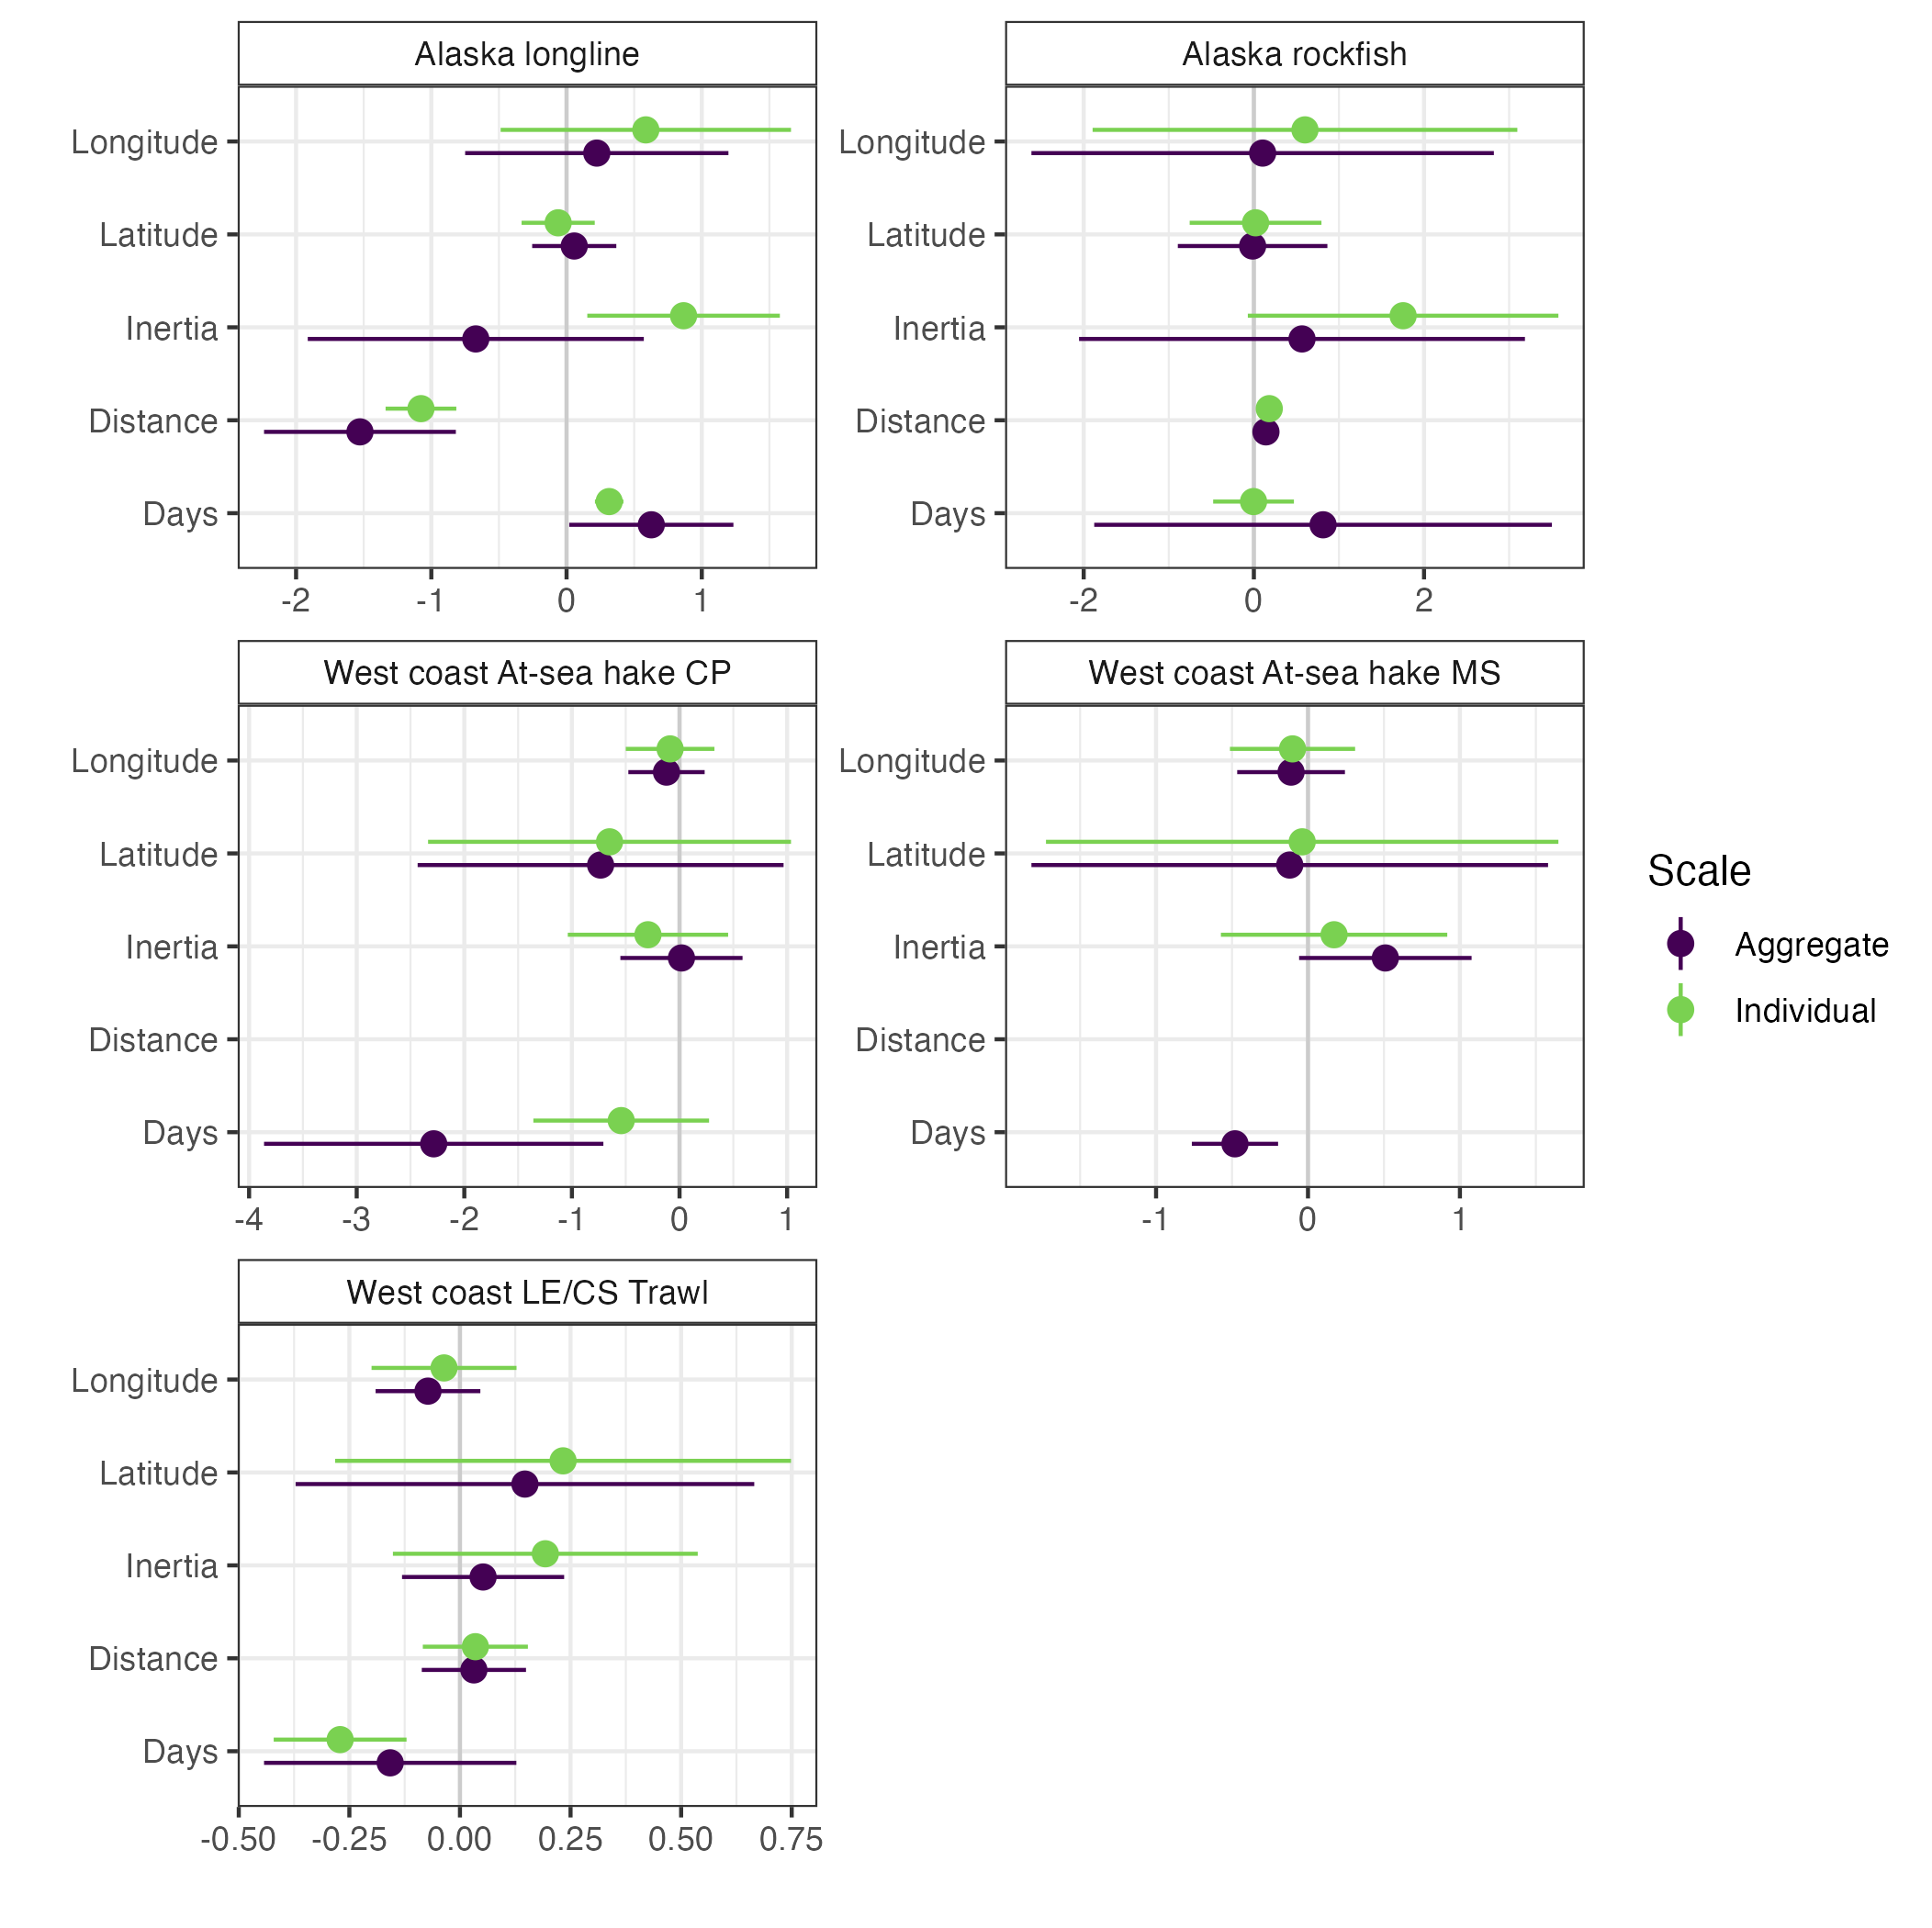 Alaska longline
Alaska rockfish
Longitude
Latitude
Inertia
Distance
Days
-2 -1 0 1
Longitude
Latitude
Inertia
Distance
Days
-2 0 2
West coast At-sea hake CP
West coast At-sea hake MS
Longitude
Latitude
Inertia
Distance
Days
-4 -3 -2 -1 0 1
Longitude
Latitude
Inertia
Distance
Days
-1 0 1
West coast LE/CS Trawl
Longitude
Latitude
Inertia
Distance
Days
-0.50 -0.25 0.00 0.25 0.50 0.75
Scale
Aggregate
Individual